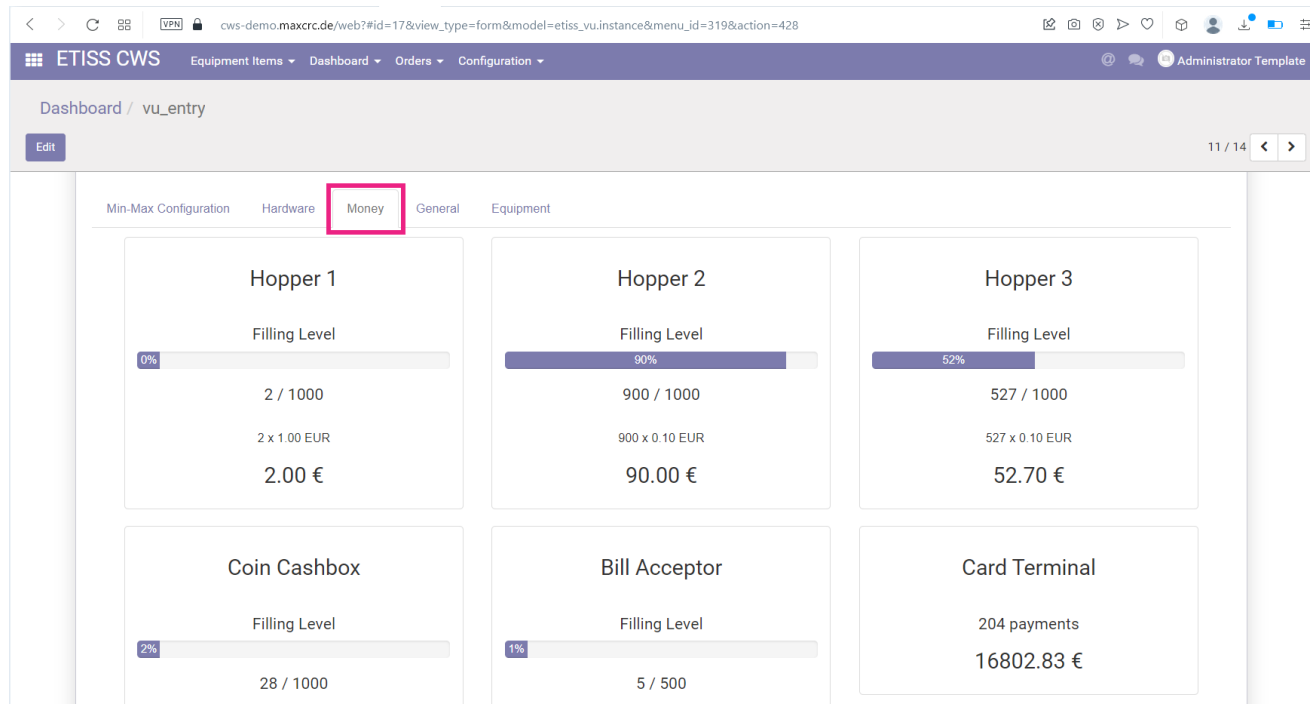 VPN cws-demo.maxcrc.de/web?#id=17&view_type=form&model=etiss_vu.instance&menu_id=319&action=428
ETISS CWS Equipment Items Dashboard Orders Configuration @ Administrator Template
Dashboard / vu_entry
Edit 11 / 14
Min-Max Configuration Hardware Money General Equipment
Hopper 1 Hopper 2 Hopper 3
Filling Level Filling Level Filling Level
0% 90% 52%
2 / 1000 900 / 1000 527 / 1000
2 x 1.00 EUR 900 x 0.10 EUR 527 x 0.10 EUR
2.00 € 90.00 € 52.70 €
Coin Cashbox Bill Acceptor Card Terminal
Filling Level Filling Level 204 payments
2% 1% 16802.83 €
28 / 1000 5 / 500